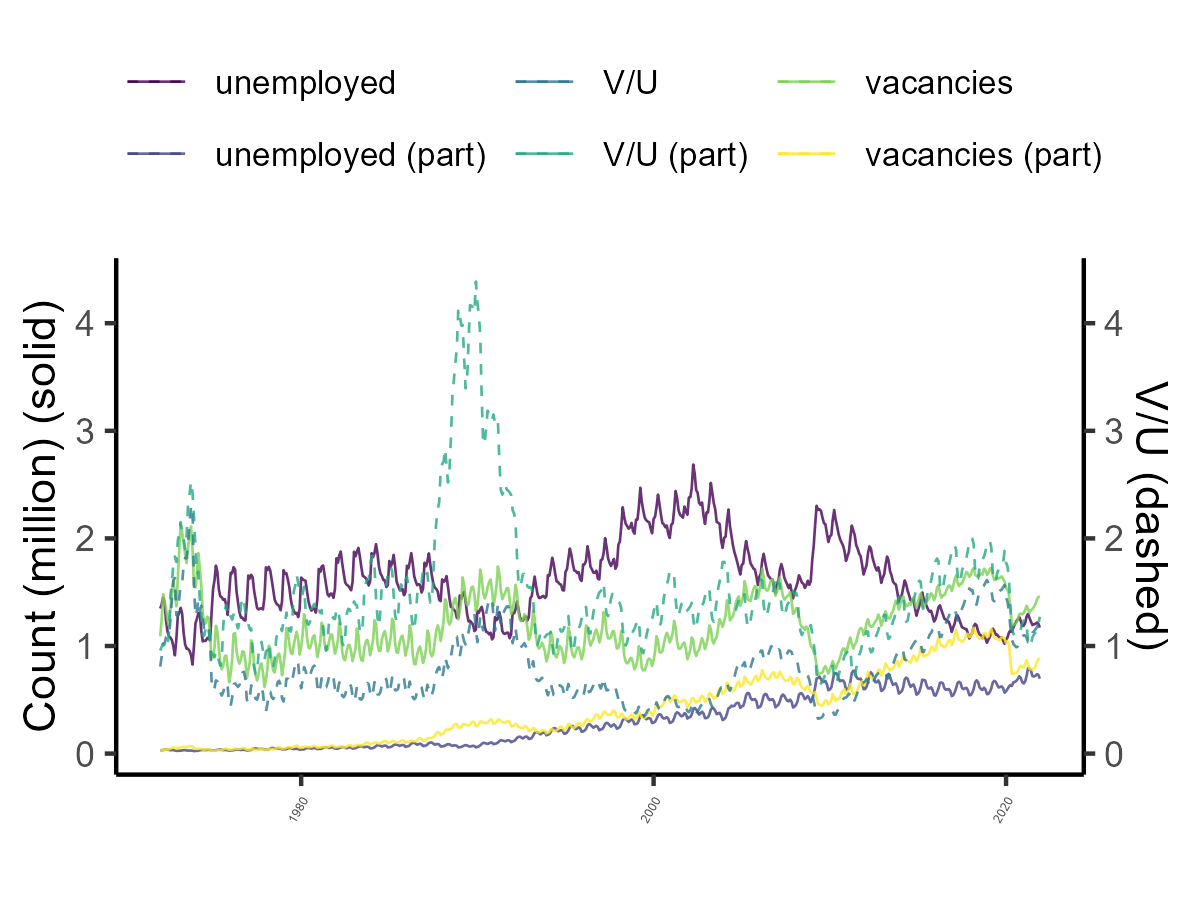 unemployed V/U vacancies
unemployed (part) V/U (part) vacancies (part)
Count (million) (solid)
4
3
2
1
0
4
3
2
1
0
V/U (dashed)
1980 2000 2020